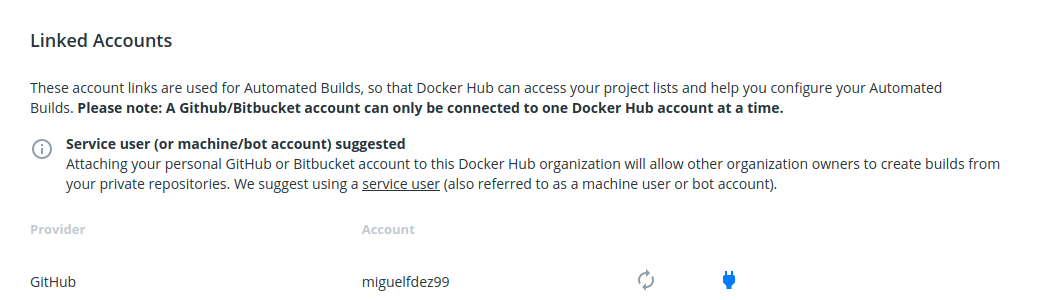 Linked Accounts
These account links are used for Automated Builds, so that Docker Hub can access your project lists and help you configure your Automated
Builds. Please note: A Github/Bitbucket account can only be connected to one Docker Hub account at a time.
Service user (or machine/bot account) suggested
Attaching your personal GitHub or Bitbucket account to this Docker Hub organization will allow other organization owners to create builds from
your private repositories. We suggest using a service user (also referred to as a machine user or bot account).
Provider Account
GitHub miguelfdez99